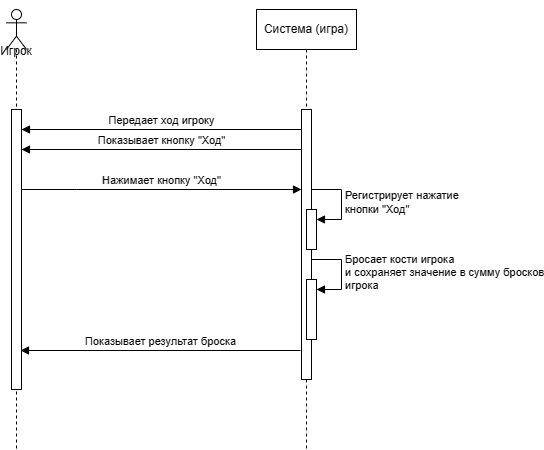 Игрок
Система (игра)
Передает ход игроку
Показывает кнопку "Ход"
Нажимает кнопку "Ход"
Регистрирует нажатие
кнопки "Ход"
Бросает кости игрока
и сохраняет значение в сумму бросков
игрока
Показывает результат броска